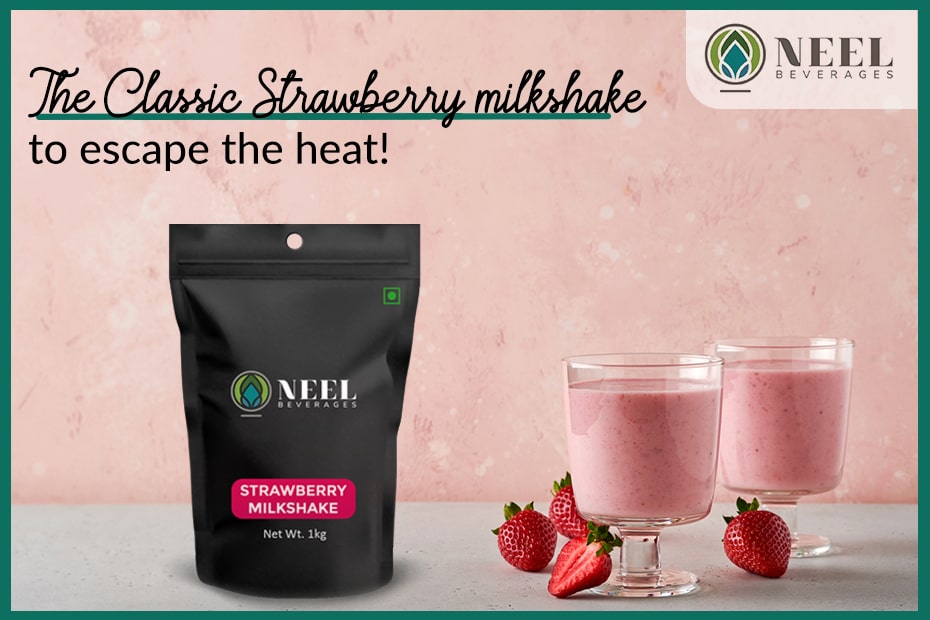 NEEL
BEVERAGES
The Classic Strawberry milkshake
to escape the heat!
NEEL
BEVERAGES
STRAWBERRY
MILKSHAKE
Net Wt. 1kg